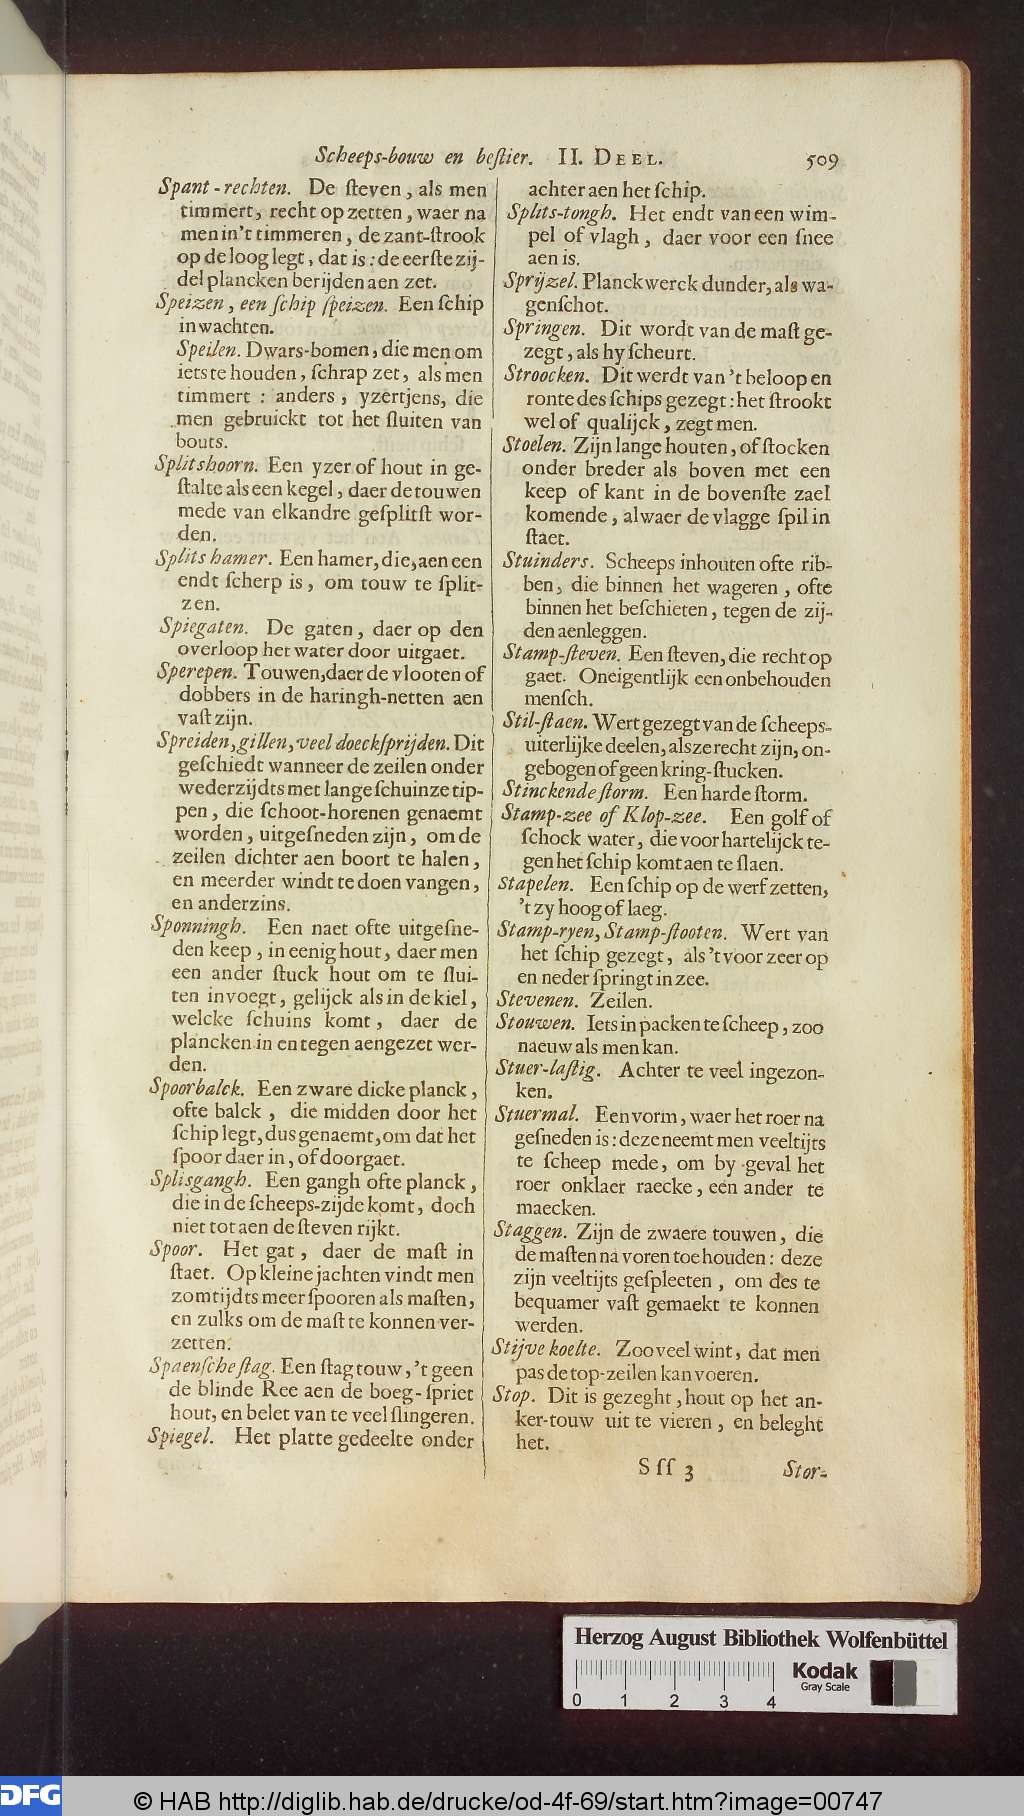 Scheeps-bouw en beſtier. II. DEEL. 509
Spant-rechten. De ſteven, als men
timmert, recht op zetten, waer na
men in't timmeren, de zant-ſtrook
op de loog legt, dat is: de eerſte zij-
del plancken berijden aen zet.
Speizen, een ſchip ſpeizen. Een ſchip
in wachten.
Speilen. Dwars-bomen, die men om
iets te houden, ſchrap zet, als men
timmert: anders, yzertjens, die
men gebruickt tot het ſluiten van
bouts.
Splitshoorn. Een yzer of hout in ge-
ſtalte als een kegel, daer de touwen
mede van elkandre geſplitſt wor-
den.
Splits hamer. Een hamer, die, aen een
endt ſcherp is, om touw te ſplit-
zen.
Spiegaten. De gaten, daer op den
overloop het water door uitgaet.
Sperepen. Touwen, daer de vlooten of
dobbers in de haringh-netten aen
vaſt zijn.
Spreiden, gillen, veel doeck ſprijden. Dit
geſchiedt wanneer de zeilen onder
wederzijdts met lange ſchuinze tip-
pen, die ſchoot-horenen genaemt
worden, uitgeſneden zijn, om de
zeilen dichter aen boort te halen,
en meerder windt te doen vangen,
en anderzins.
Sponningh. Een naet ofte uitgeſne-
den keep, in eenig hout, daer men
een ander ſtuck hout om te ſlui-
ten invoegt, gelijck als in de kiel,
welcke ſchuins komt, daer de
plancken in en tegen aengezet wer-
den.
Spoorbalck. Een zware dicke planck,
ofte balck, die midden door het
ſchip legt, dus genaemt, om dat het
ſpoor daer in, of doorgaet.
Splisgangh. Een gangh ofte planck,
die in de ſcheeps-zijde komt, doch
niet tot aen de ſteven rijkt.
Spoor. Het gat, daer de maſt in
ſtaet. Op kleine jachten vindt men
zomtijdts meer ſpooren als maſten,
en zulks om de maſt te konnen ver-
zetten.
Spaenſche ſtag. Een ſtag touw, 't geen
de blinde Ree aen de boeg-ſpriet
hout, en belet van te veel ſlingeren.
Spiegel. Het platte gedeelte onder
achter aen het ſchip.
Splits-tongh. Het endt van een wim-
pel of vlagh, daer voor een ſnee
aen is.
Sprijzel. Planckwerck dunder, als wa-
genſchot.
Springen. Dit wordt van de maſt ge-
zegt, als hy ſcheurt.
Stroocken. Dit werdt van 't beloop en
ronte des ſchips gezegt: het ſtrookt
wel of qualijck, zegt men.
Stoelen. Zijn lange houten, of ſtocken
onder breder als boven met een
keep of kant in de bovenſte zael
komende, alwaer de vlagge ſpil in
ſtaet.
Stuinders. Scheeps inhouten ofte rib-
ben, die binnen het wageren, ofte
binnen het beſchieten, tegen de zij-
den aenleggen.
Stamp-ſteven. Een ſteven, die recht op
gaet. Oneigentlijk een onbehouden
menſch.
Stil-ſtaen. Wert gezegt van de ſcheeps-
uiterlijke deelen, als ze recht zijn, on-
gebogen of geen kring-ſtucken.
Stinckende ſtorm. Een harde ſtorm.
Stamp-zee of Klop-zee. Een golf of
ſchock water, die voor hartelijck te-
gen het ſchip komt aen te ſlaen.
Stapelen. Een ſchip op de werf zetten,
't zy hoog of laeg.
Stamp-ryen, Stamp-ſtooten. Wert van
het ſchip gezegt, als 't voor zeer op
en neder ſpringt in zee.
Stevenen. Zeilen.
Stouwen. Iets in packen te ſcheep, zoo
naeuw als men kan.
Stuer-laſtig. Achter te veel ingezon-
ken.
Stuermal. Een vorm, waer het roer na
geſneden is: deze neemt men veeltijts
te ſcheep mede, om by geval het
roer onklaer raecke, een ander te
maecken.
Staggen. Zijn de zwaere touwen, die
de maſten na voren toe houden: deze
zijn veeltijts geſplecten, om des te
bequamer vaſt gemaekt te konnen
werden.
Stijve koelte. Zoo veel wint, dat men
pas de top-zeilen kan voeren.
Stop. Dit is gezeght, hout op het an-
ker-touw uit te vieren, en beleght
het.
S ſſ 3 Stor-
Herzog August Bibliothek Wolfenbüttel
Kodak
Gray Scale
0 1 2 3 4
DFG
© HAB http://diglib.hab.de/drucke/od-4f-69/start.htm?image=00747